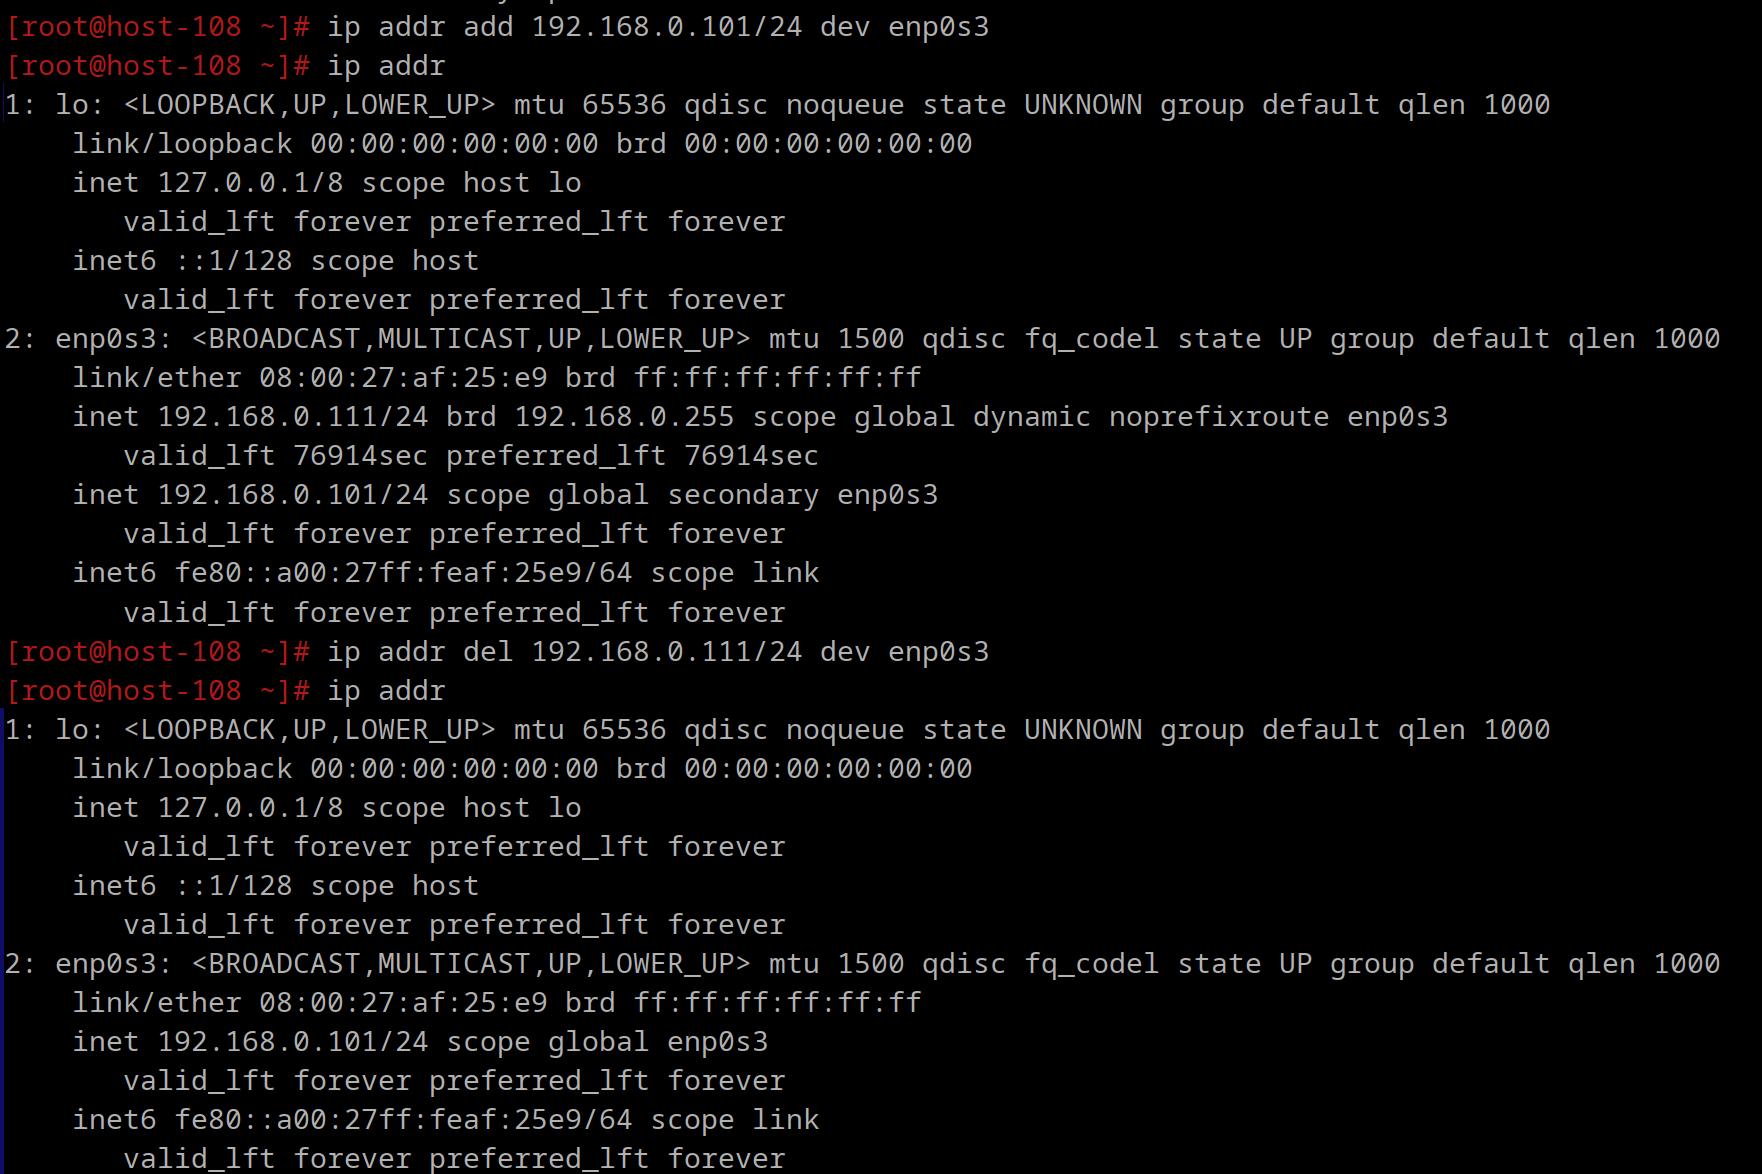 [root@host-108 ~]# ip addr add 192.168.0.101/24 dev enp0s3
[root@host-108 ~]# ip addr
1: lo: <LOOPBACK,UP,LOWER_UP> mtu 65536 qdisc noqueue state UNKNOWN group default qlen 1000
    link/loopback 00:00:00:00:00:00 brd 00:00:00:00:00:00
    inet 127.0.0.1/8 scope host lo
       valid_lft forever preferred_lft forever
    inet6 ::1/128 scope host
       valid_lft forever preferred_lft forever
2: enp0s3: <BROADCAST,MULTICAST,UP,LOWER_UP> mtu 1500 qdisc fq_codel state UP group default qlen 1000
    link/ether 08:00:27:af:25:e9 brd ff:ff:ff:ff:ff:ff
    inet 192.168.0.111/24 brd 192.168.0.255 scope global dynamic noprefixroute enp0s3
       valid_lft 76914sec preferred_lft 76914sec
    inet 192.168.0.101/24 scope global secondary enp0s3
       valid_lft forever preferred_lft forever
    inet6 fe80::a00:27ff:feaf:25e9/64 scope link
       valid_lft forever preferred_lft forever
[root@host-108 ~]# ip addr del 192.168.0.111/24 dev enp0s3
[root@host-108 ~]# ip addr
1: lo: <LOOPBACK,UP,LOWER_UP> mtu 65536 qdisc noqueue state UNKNOWN group default qlen 1000
    link/loopback 00:00:00:00:00:00 brd 00:00:00:00:00:00
    inet 127.0.0.1/8 scope host lo
       valid_lft forever preferred_lft forever
    inet6 ::1/128 scope host
       valid_lft forever preferred_lft forever
2: enp0s3: <BROADCAST,MULTICAST,UP,LOWER_UP> mtu 1500 qdisc fq_codel state UP group default qlen 1000
    link/ether 08:00:27:af:25:e9 brd ff:ff:ff:ff:ff:ff
    inet 192.168.0.101/24 scope global enp0s3
       valid_lft forever preferred_lft forever
    inet6 fe80::a00:27ff:feaf:25e9/64 scope link
       valid_lft forever preferred_lft forever